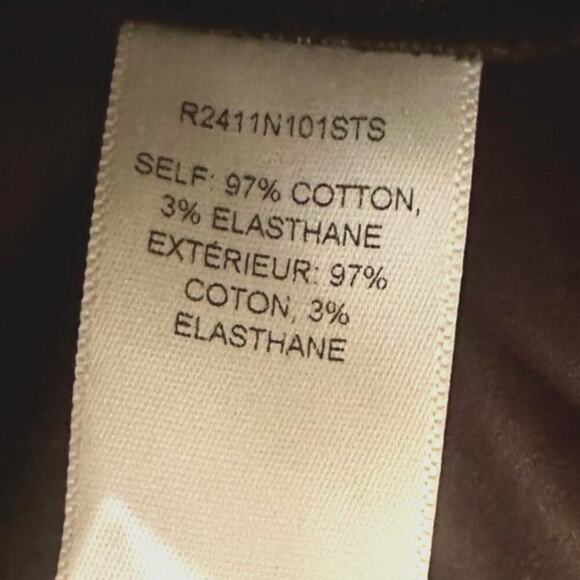 R2411N101STS
SELF: 97% COTTON,
3% ELASTHANE
EXTÉRIEUR: 97%
COTON, 3%
ELASTHANE